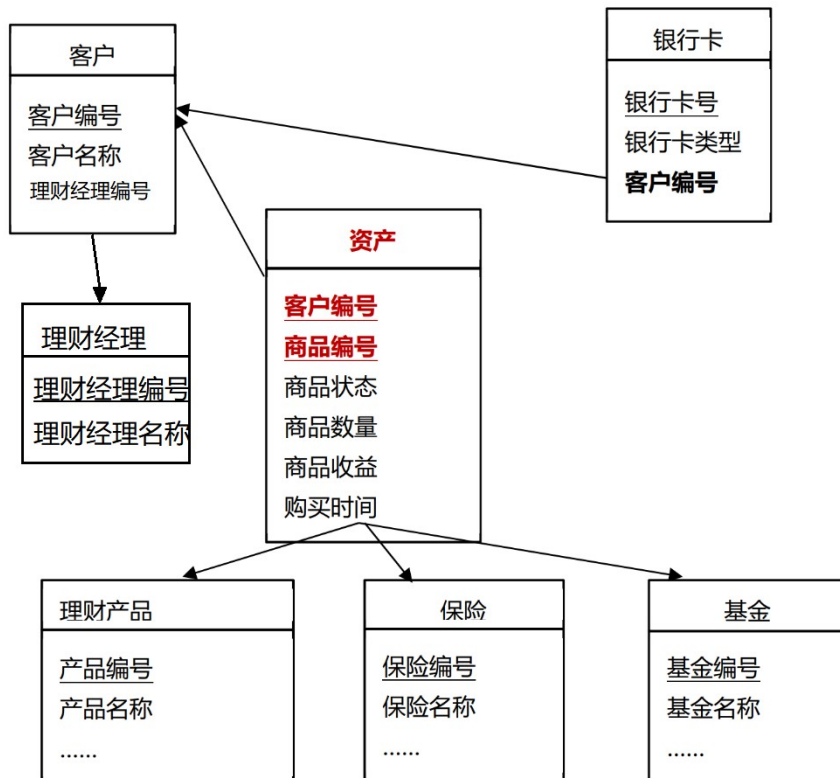 客户
客户编号
客户名称
理财经理编号
银行卡
银行卡号
银行卡类型
客户编号
资产
客户编号
商品编号
商品状态
商品数量
商品收益
购买时间
理财经理
理财经理编号
理财经理名称
理财产品
产品编号
产品名称
......
保险
保险编号
保险名称
......
基金
基金编号
基金名称
......